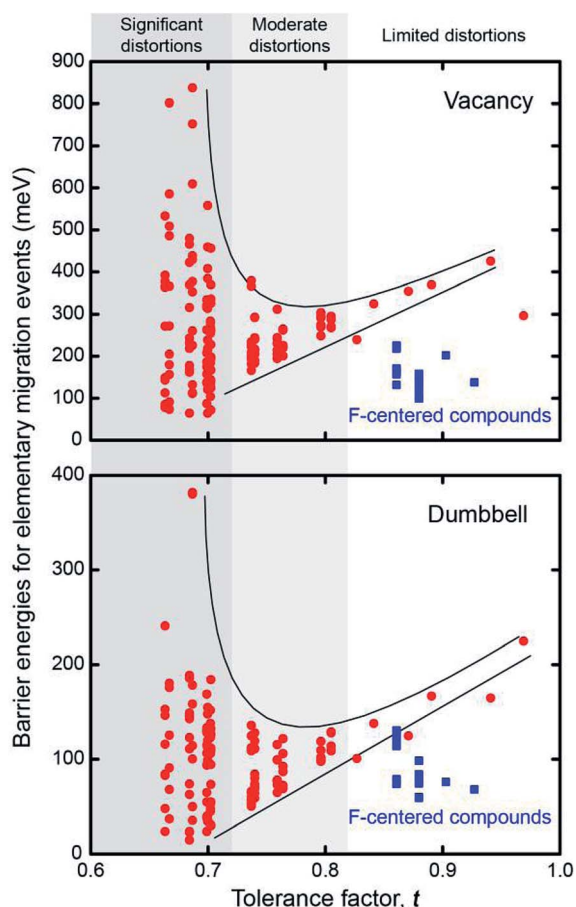 Significant
distortions
Moderate
distortions
Limited distortions
900
800
700
600
500
400
300
200
100
0
Vacancy
F-centered compounds
Barrier energies for elementary migration events (meV)
400
300
200
100
0
Dumbbell
F-centered compounds
0.6 0.7 0.8 0.9 1.0
Tolerance factor, t